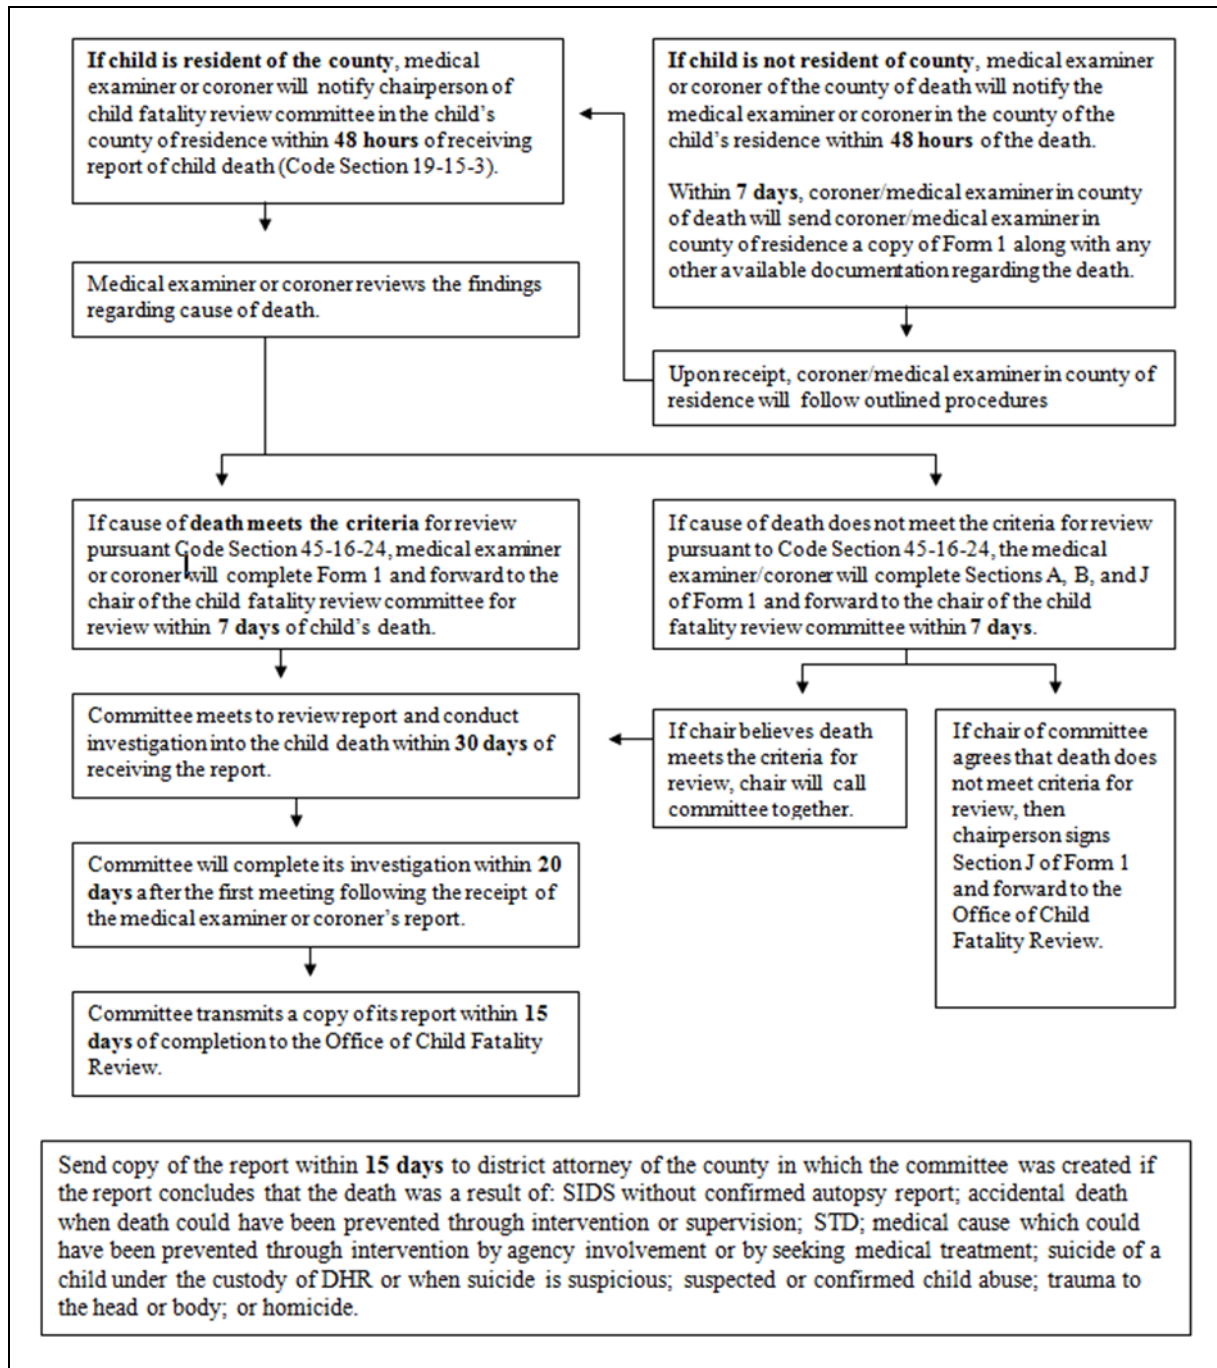 If child is resident of the county, medical
examiner or coroner will notify chairperson of
child fatality review committee in the child's
county of residence within 48 hours of receiving
report of child death (Code Section 19-15-3).
If child is not resident of county, medical examiner
or coroner of the county of death will notify the
medical examiner or coroner in the county of the
child's residence within 48 hours of the death.
Within 7 days, coroner/medical examiner in county
of death will send coroner/medical examiner in
county of residence a copy of Form 1 along with any
other available documentation regarding the death.
Medical examiner or coroner reviews the findings
regarding cause of death.
Upon receipt, coroner/medical examiner in county of
residence will follow outlined procedures
If cause of death meets the criteria for review
pursuant Code Section 45-16-24, medical examiner
or coroner will complete Form 1 and forward to the
chair of the child fatality review committee for
review within 7 days of child's death.
If cause of death does not meet the criteria for review
pursuant to Code Section 45-16-24, the medical
examiner/coroner will complete Sections A, B, and J
of Form 1 and forward to the chair of the child
fatality review committee within 7 days.
Committee meets to review report and conduct
investigation into the child death within 30 days of
receiving the report.
If chair believes death
meets the criteria for
review, chair will call
committee together.
If chair of committee
agrees that death does
not meet criteria for
review, then
chairperson signs
Section J of Form 1
and forward to the
Office of Child
Fatality Review.
Committee will complete its investigation within 20
days after the first meeting following the receipt of
the medical examiner or coroner's report.
Committee transmits a copy of its report within 15
days of completion to the Office of Child Fatality
Review.
Send copy of the report within 15 days to district attorney of the county in which the committee was created if
the report concludes that the death was a result of: SIDS without confirmed autopsy report; accidental death
when death could have been prevented through intervention or supervision; STD; medical cause which could
have been prevented through intervention by agency involvement or by seeking medical treatment; suicide of a
child under the custody of DHR or when suicide is suspicious; suspected or confirmed child abuse; trauma to
the head or body; or homicide.